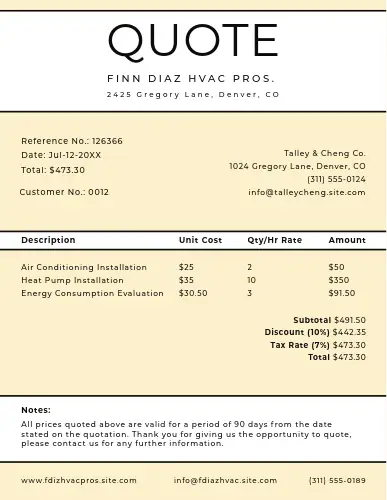 QUOTE
FINN DIAZ HVAC PROS.
2425 Gregory Lane, Denver, CO
Reference No.: 126366
Date: Jul-12-20XX
Total: $473.30
Customer No.: 0012
Talley & Cheng Co.
1024 Gregory Lane, Denver, CO
(311) 555-0124
info@talleycheng.site.com
Description Unit Cost Qty/Hr Rate Amount
Air Conditioning Installation $25 2 $50
Heat Pump Installation $35 10 $350
Energy Consumption Evaluation $30.50 3 $91.50
Subtotal $491.50
Discount (10%) $442.35
Tax Rate (7%) $473.30
Total $473.30
Notes:
All prices quoted above are valid for a period of 90 days from the date
stated on the quotation. Thank you for giving us the opportunity to quote,
please contact us for any further information.
www.fdizhvacpros.site.com info@fdiazhvac.site.com (311) 555-0189